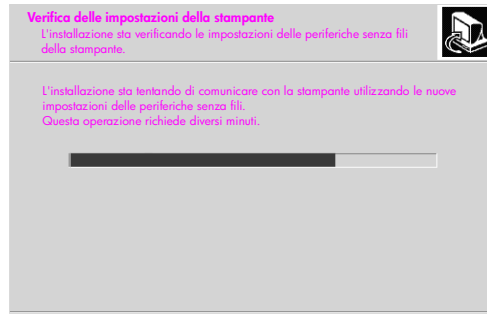 Verifica delle impostazioni della stampante
L'installazione sta verificando le impostazioni delle periferiche senza fili
della stampante.
L'installazione sta tentando di comunicare con la stampante utilizzando le nuove
impostazioni delle periferiche senza fili.
Questa operazione richiede diversi minuti.